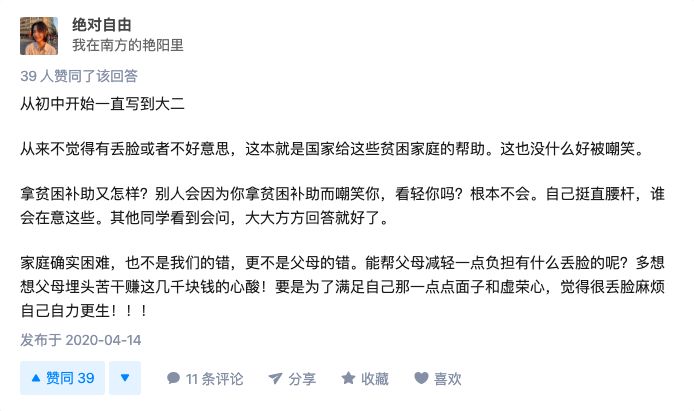 绝对自由
我在南方的艳阳里
39 人赞同了该回答
从初中开始一直写到大二
从来不觉得有丢脸或者不好意思，这本就是国家给这些贫困家庭的帮助。这也没什么好被嘲笑。
拿贫困补助又怎样？别人会因为你拿贫困补助而嘲笑你，看轻你吗？根本不会。自己挺直腰杆，谁
会在意这些。其他同学看到会问，大大方方回答就好了。
家庭确实困难，也不是我们的错，更不是父母的错。能帮父母减轻一点负担有什么丢脸的呢？多想
想父母埋头苦干赚这几千块钱的心酸！要是为了满足自己那一点点面子和虚荣心，觉得很丢脸麻烦
自己自力更生！！！
发布于 2020-04-14
赞同 39
11 条评论
分享
收藏
喜欢